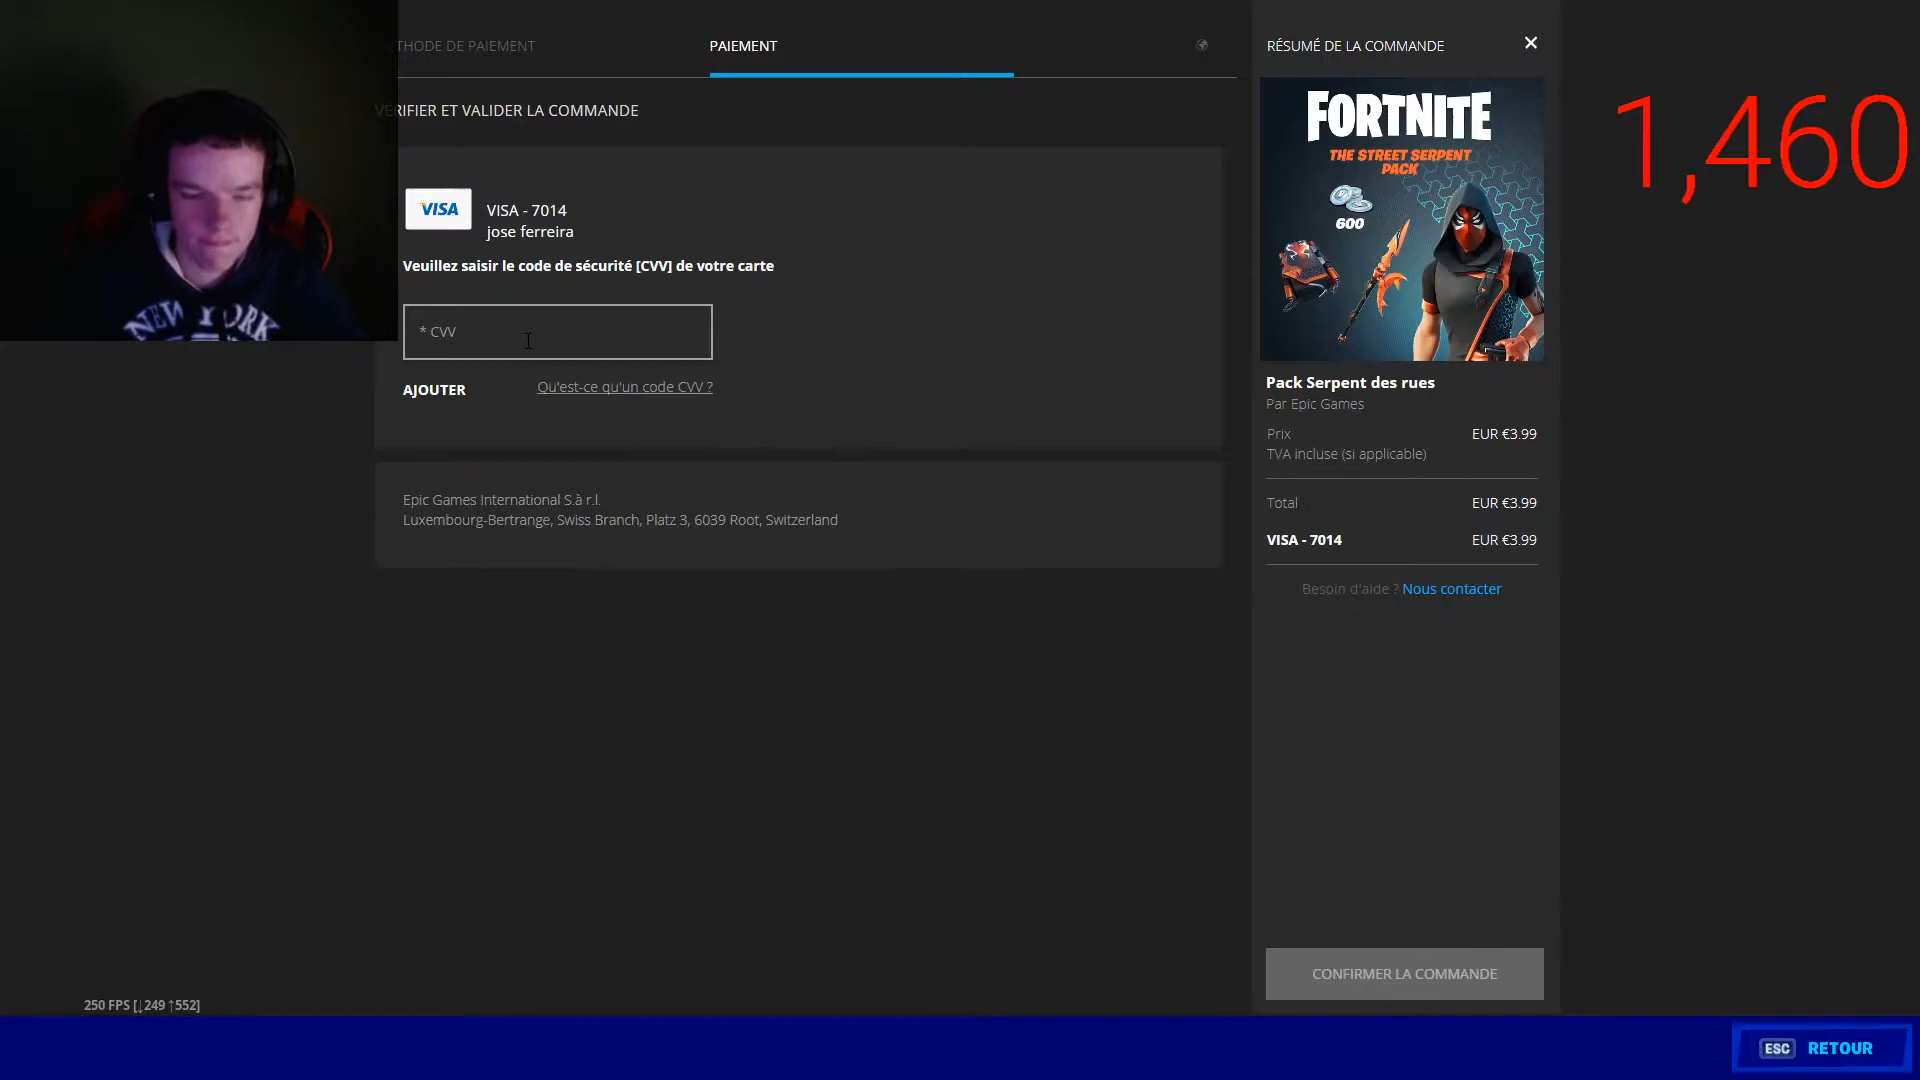 THODE DE PAIEMENT
PAIEMENT
VÉRIFIER ET VALIDER LA COMMANDE
VISA
VISA - 7014
jose ferreira
Veuillez saisir le code de sécurité [CVV] de votre carte
* CVV
AJOUTER
Qu'est-ce qu'un code CVV ?
Epic Games International S.à r.l.
Luxembourg-Bertrange, Swiss Branch, Platz 3, 6039 Root, Switzerland
NEW YORK
RÉSUMÉ DE LA COMMANDE
FORTNITE
THE STREET SERPENT
PACK
600
Pack Serpent des rues
Par Epic Games
Prix EUR €3.99
TVA incluse (si applicable)
Total EUR €3.99
VISA - 7014 EUR €3.99
Besoin d'aide ? Nous contacter
CONFIRMER LA COMMANDE
1,460
250 FPS [↓249 ↑552]
ESC RETOUR